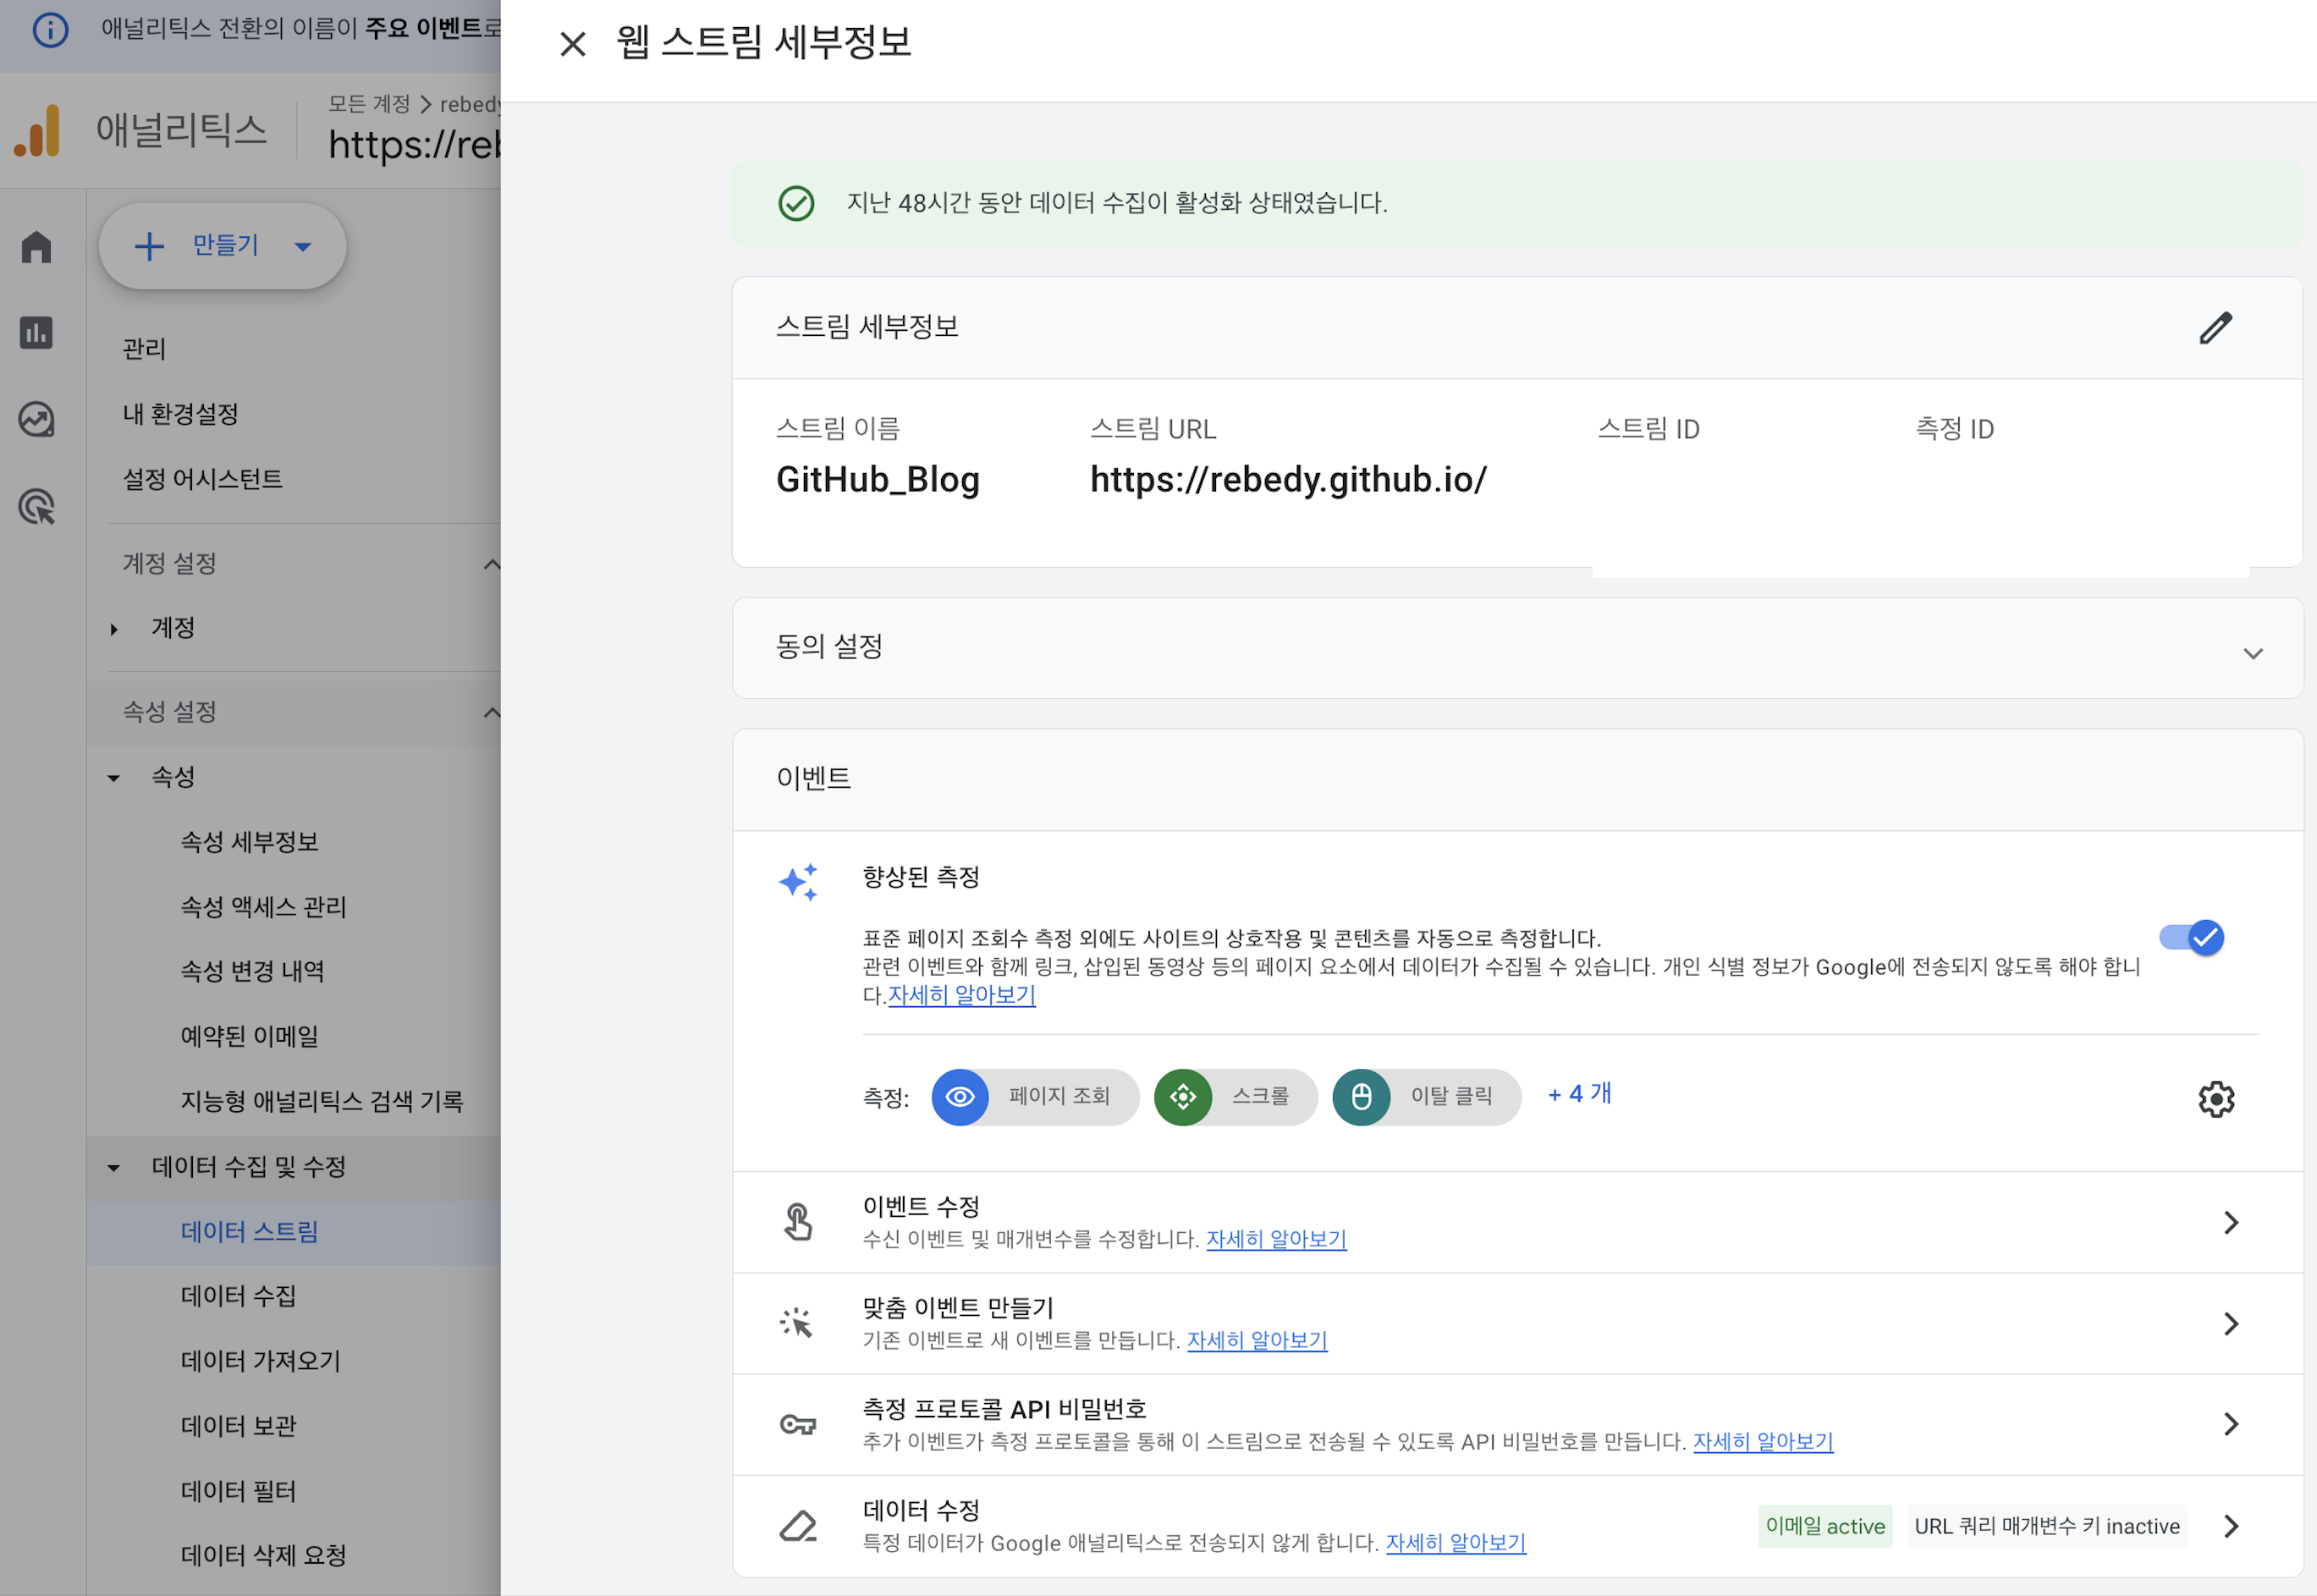 애널리틱스 전환의 이름이 주요 이벤트로
애널리틱스
모든 계정 > rebedy
https://reb
만들기
관리
내 환경설정
설정 어시스턴트
계정 설정
계정
속성 설정
속성
속성 세부정보
속성 액세스 관리
속성 변경 내역
예약된 이메일
지능형 애널리틱스 검색 기록
데이터 수집 및 수정
데이터 스트림
데이터 수집
데이터 가져오기
데이터 보관
데이터 필터
데이터 삭제 요청
웹 스트림 세부정보
지난 48시간 동안 데이터 수집이 활성화 상태였습니다.
스트림 세부정보
스트림 이름 스트림 URL 스트림 ID 측정 ID
GitHub_Blog https://rebedy.github.io/
동의 설정
이벤트
향상된 측정
표준 페이지 조회수 측정 외에도 사이트의 상호작용 및 콘텐츠를 자동으로 측정합니다.
관련 이벤트와 함께 링크, 삽입된 동영상 등의 페이지 요소에서 데이터가 수집될 수 있습니다. 개인 식별 정보가 Google에 전송되지 않도록 해야 합니
다.자세히 알아보기
측정: 페이지 조회 스크롤 이탈 클릭 + 4 개
이벤트 수정
수신 이벤트 및 매개변수를 수정합니다. 자세히 알아보기
맞춤 이벤트 만들기
기존 이벤트로 새 이벤트를 만듭니다. 자세히 알아보기
측정 프로토콜 API 비밀번호
추가 이벤트가 측정 프로토콜을 통해 이 스트림으로 전송될 수 있도록 API 비밀번호를 만듭니다. 자세히 알아보기
데이터 수정
특정 데이터가 Google 애널리틱스로 전송되지 않게 합니다. 자세히 알아보기
이메일 active URL 쿼리 매개변수 키 inactive